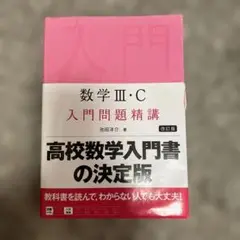 入門
数学Ⅲ・C
入門問題精講
池田洋介 著
改訂版
高校数学入門書
の決定版
教科書を読んで、わからない人でも大丈夫!